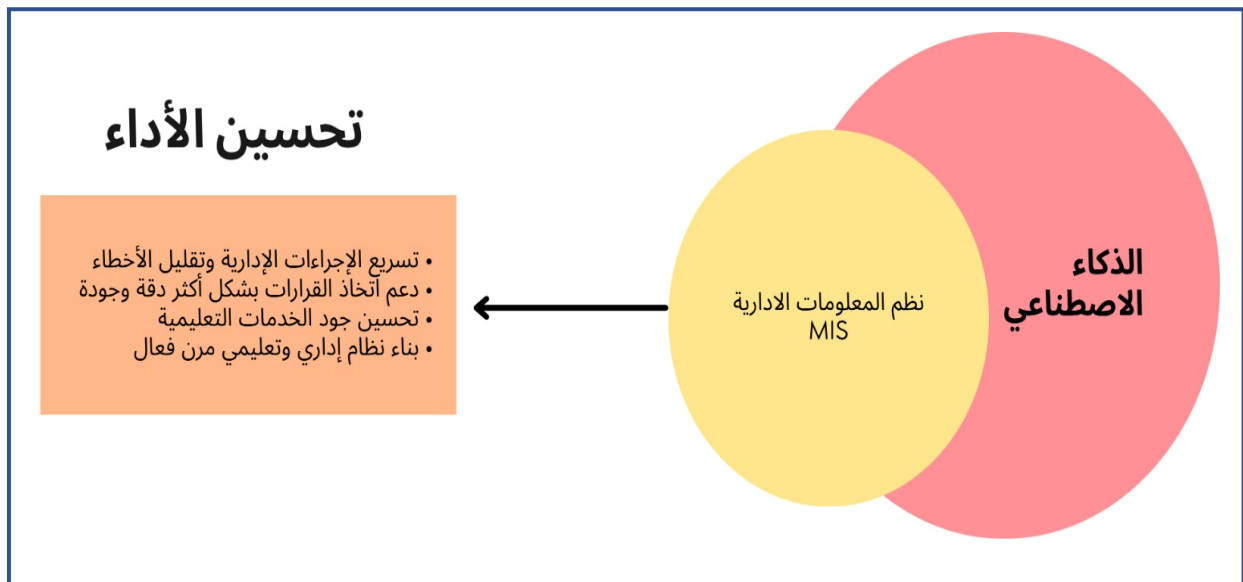 تحسين الأداء
• تسريع الإجراءات الإدارية وتقليل الأخطاء
• دعم اتخاذ القرارات بشكل أكثر دقة وجودة
• تحسين جود الخدمات التعليمية
• بناء نظام إداري وتعليمي مرن فعال
نظم المعلومات الادارية
MIS
الذكاء
الاصطناعي